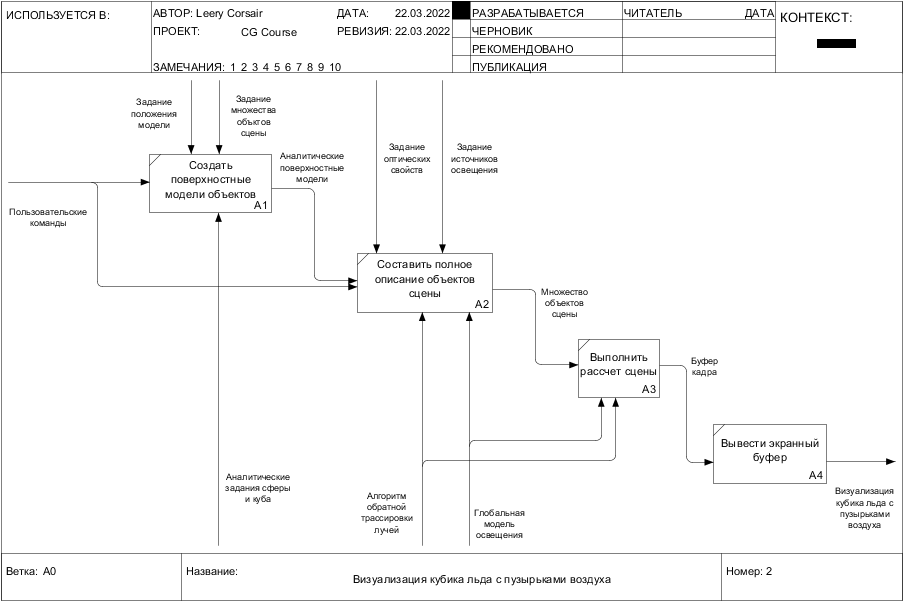 ИСПОЛЬЗУЕТСЯ В:
АВТОР: Leery Corsair
ДАТА: 22.03.2022
ПРОЕКТ: CG Course
РЕВИЗИЯ: 22.03.2022
ЗАМЕЧАНИЯ: 1 2 3 4 5 6 7 8 9 10
РАЗРАБАТЫВАЕТСЯ
ЧЕРНОВИК
РЕКОМЕНДОВАНО
ПУБЛИКАЦИЯ
ЧИТАТЕЛЬ
ДАТА
КОНТЕКСТ:
Задание
положения
модели
Задание
множества
объктов
сцены
Создать
поверхностные
модели объектов
A1
Аналитические
поверхностные
модели
Задание
оптических
свойств
Задание
источников
освещения
Пользовательские
команды
Составить полное
описание объектов
сцены
A2
Множество
объектов
сцены
Выполнить
рассчет сцены
A3
Буфер
кадра
Вывести экранный
буфер
A4
Визуализация
кубика льда с
пузырьками
воздуха
Аналитические
задания сферы
и куба
Алгоритм
обратной
трассировки
лучей
Глобальная
модель
освещения
Ветка: A0
Название:
Визуализация кубика льда с пузырьками воздуха
Номер: 2